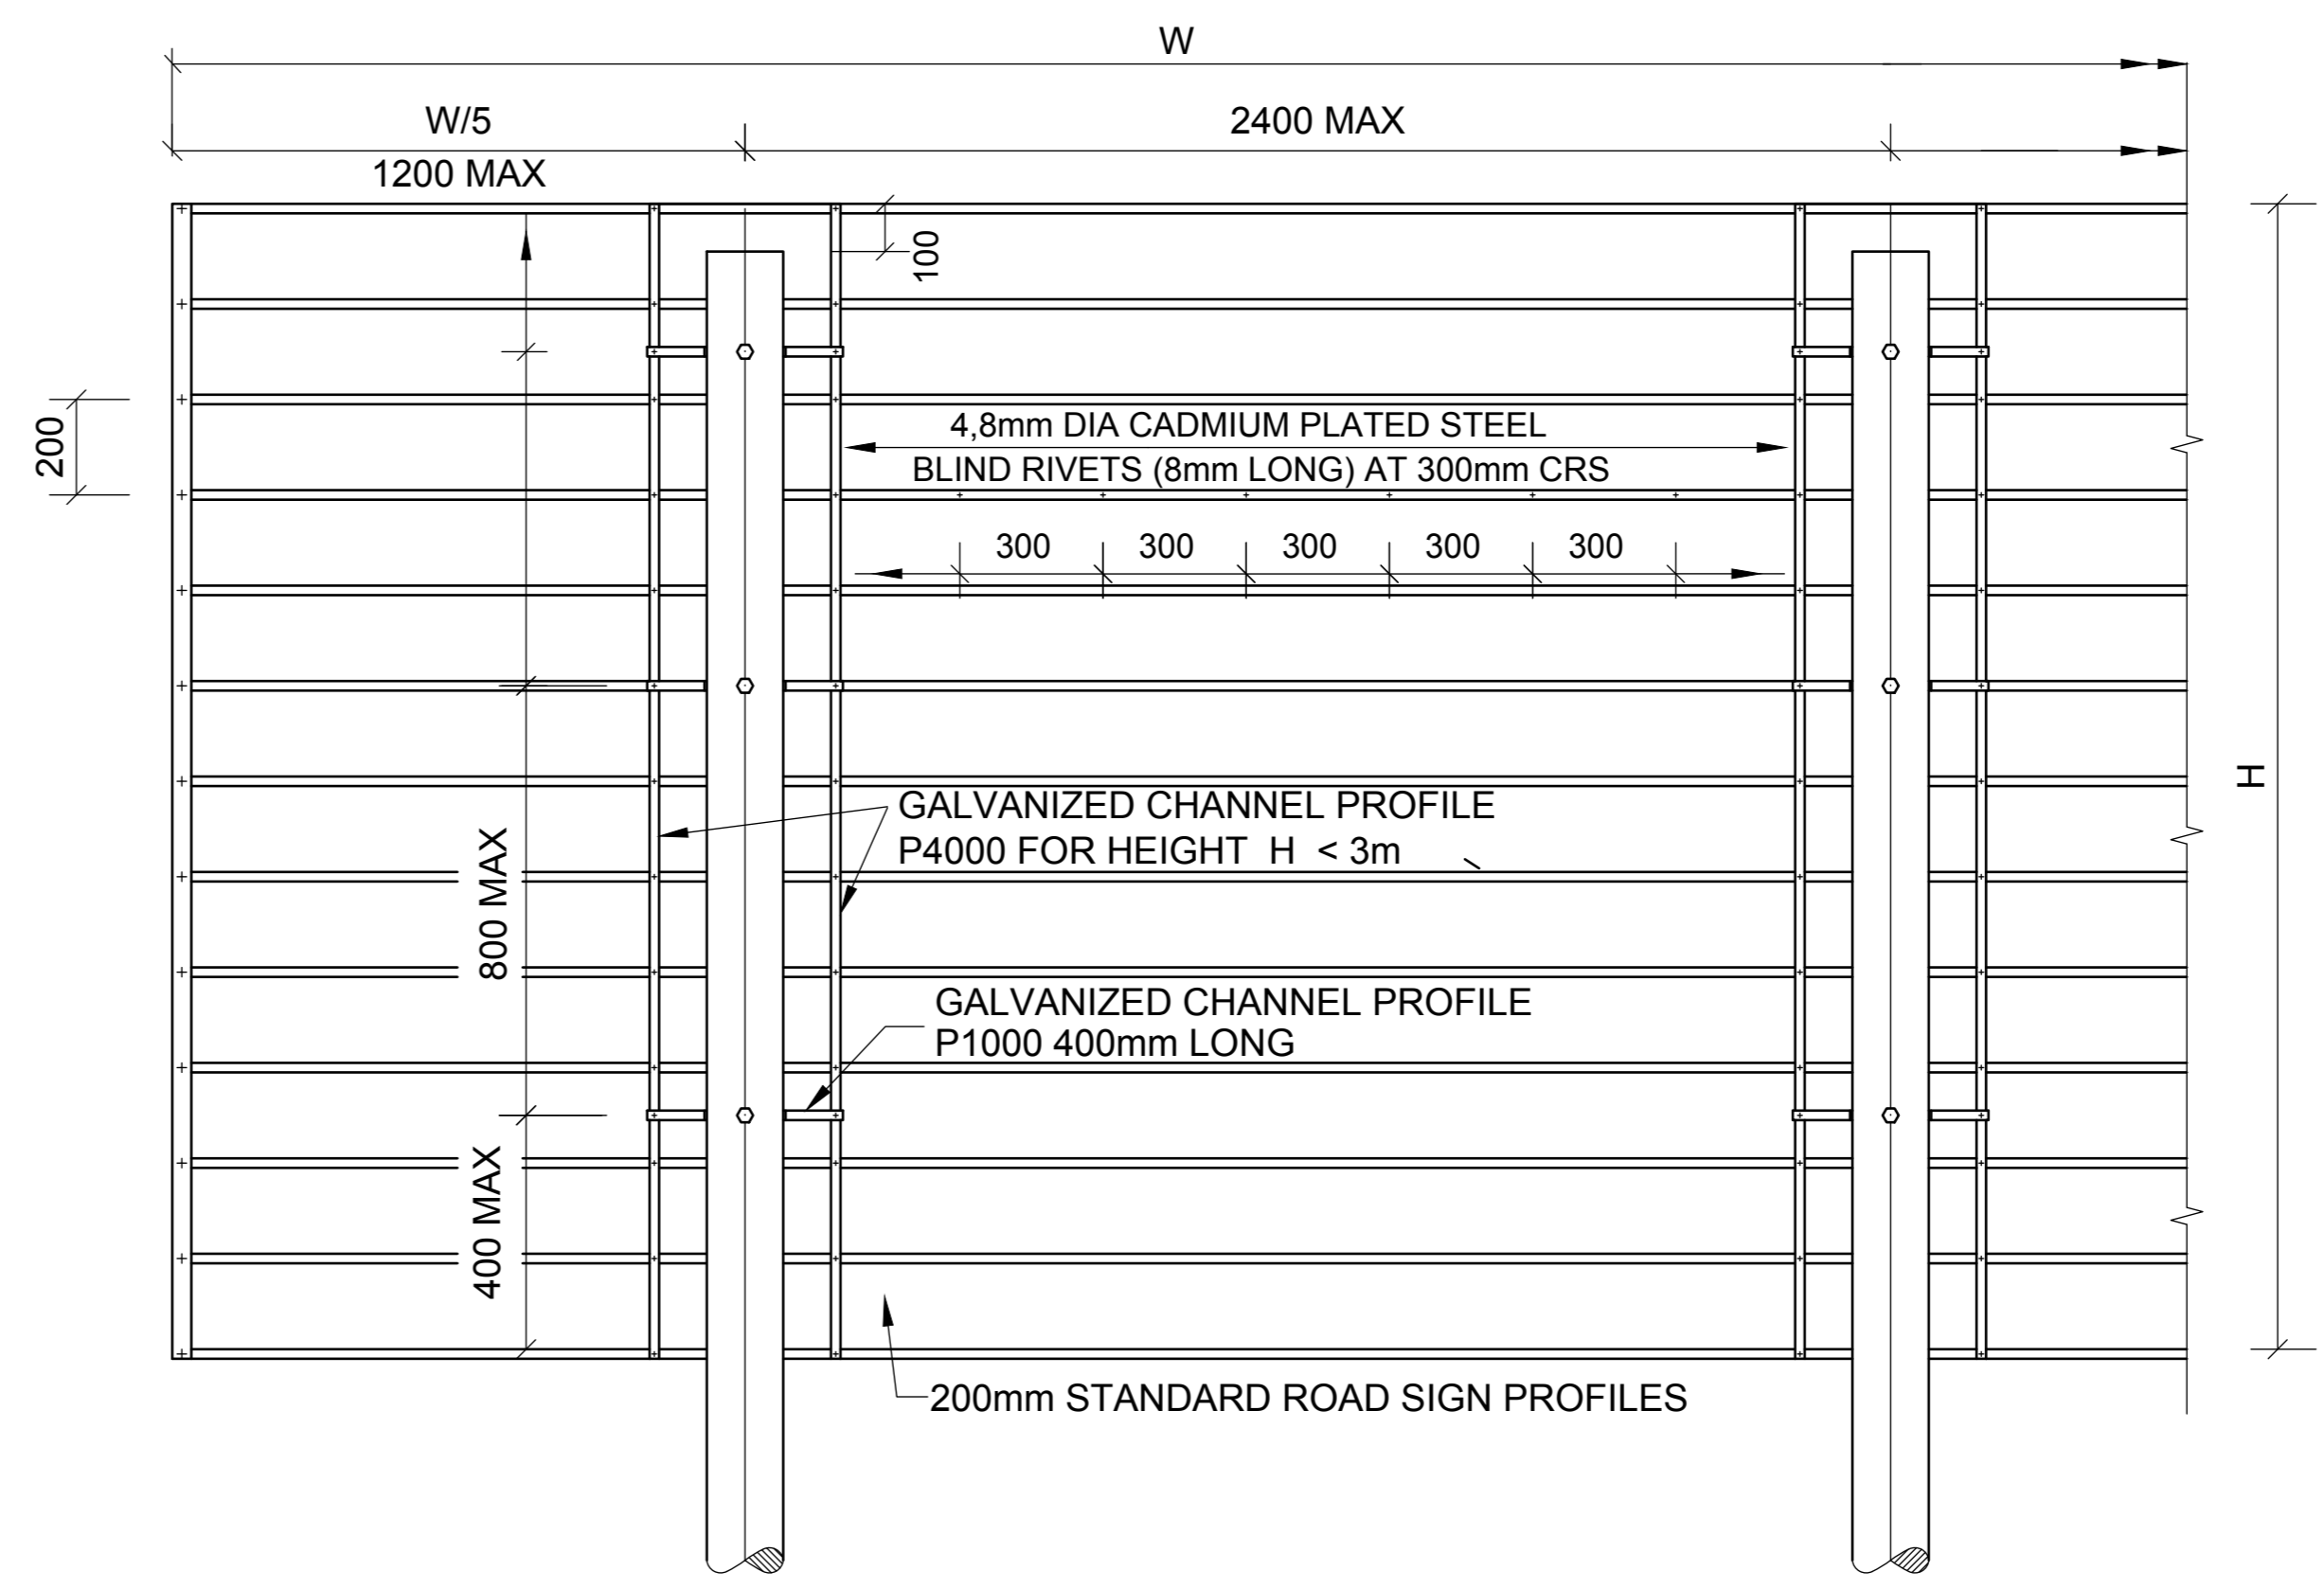 W
W/5
2400 MAX
1200 MAX
100
200
4,8mm DIA CADMIUM PLATED STEEL
BLIND RIVETS (8mm LONG) AT 300mm CRS
300 300 300 300 300
H
GALVANIZED CHANNEL PROFILE
P4000 FOR HEIGHT H < 3m
800 MAX
GALVANIZED CHANNEL PROFILE
P1000 400mm LONG
400 MAX
200mm STANDARD ROAD SIGN PROFILES